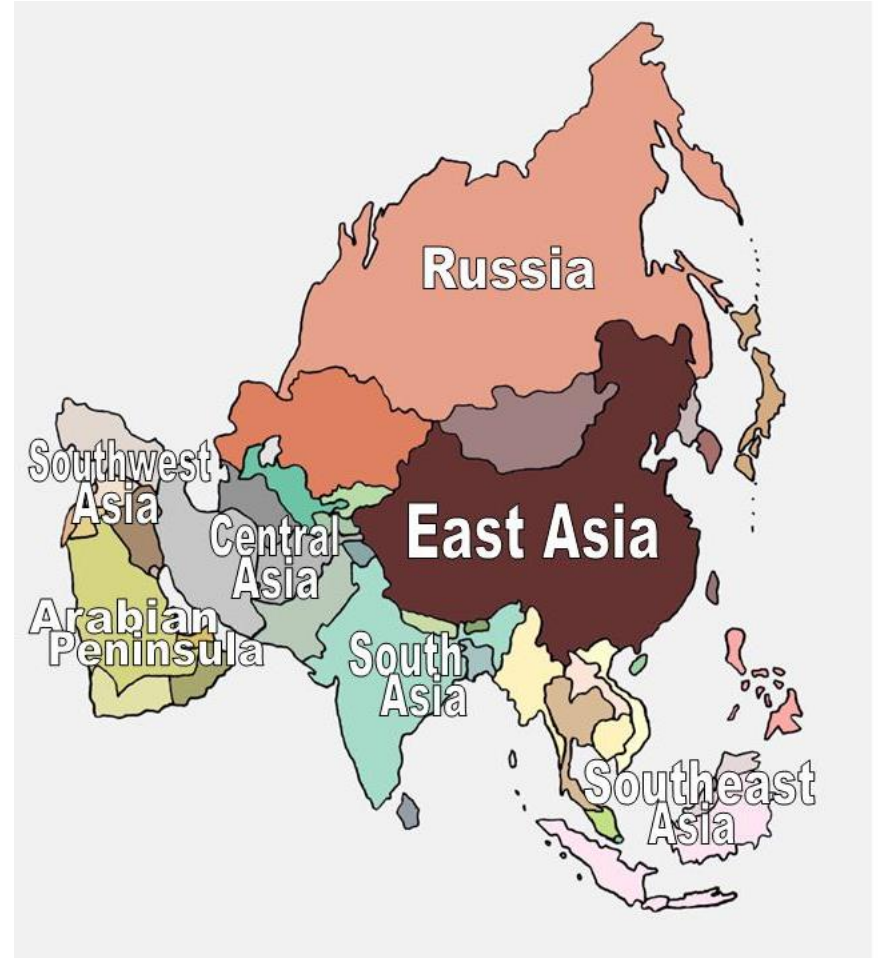 Russia
Southwest
Asia
Central
Asia
East Asia
Arabian
Peninsula
South
Asia
Southeast
Asia